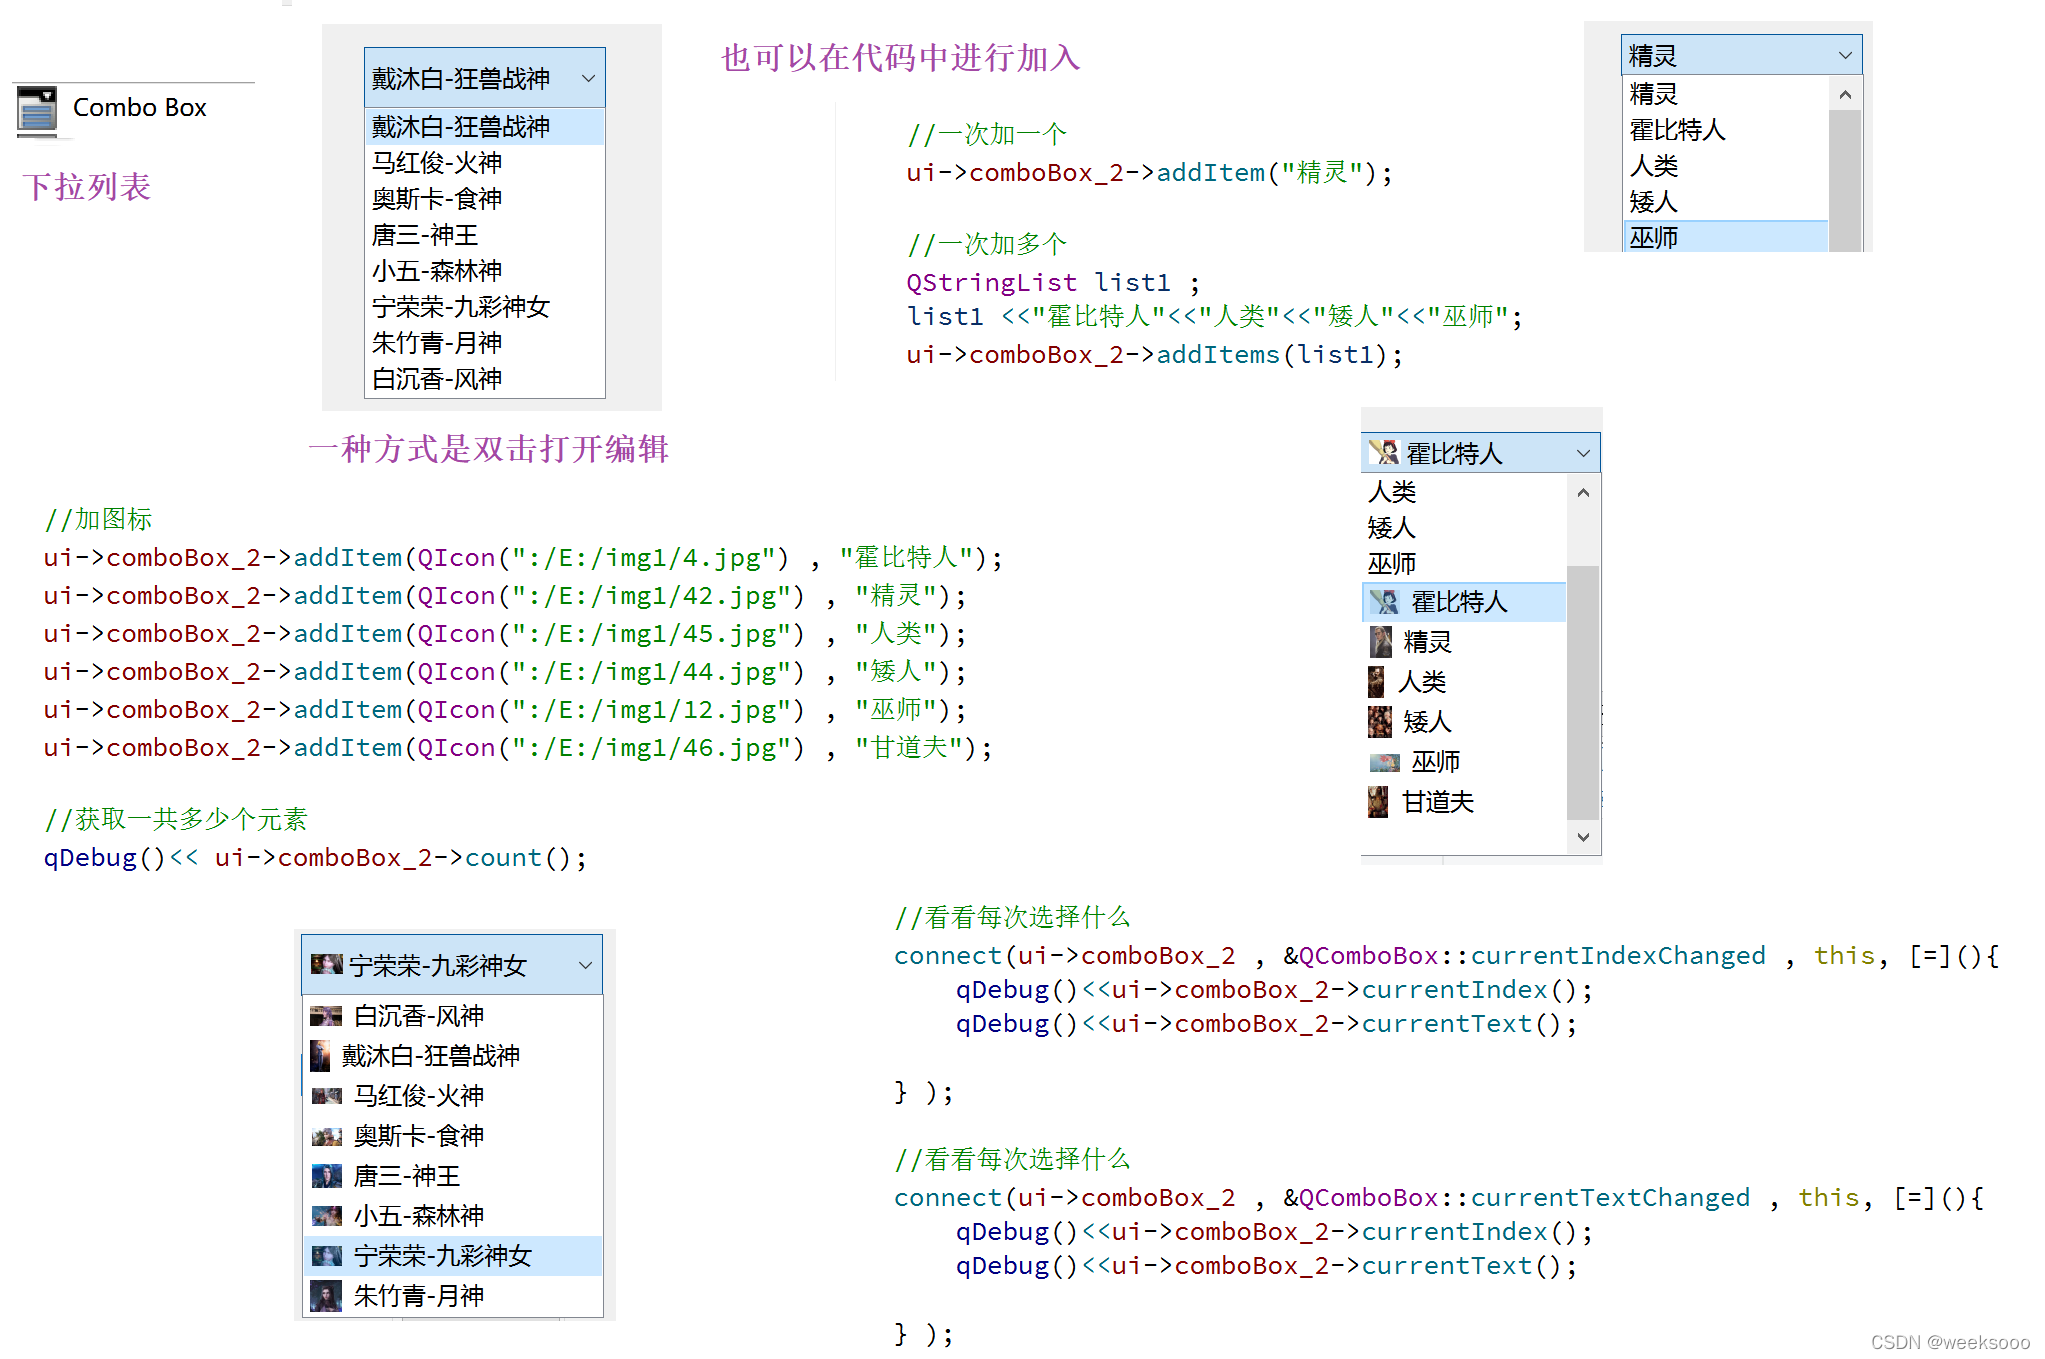 Combo Box
下拉列表
戴沐白-狂兽战神
戴沐白-狂兽战神
马红俊-火神
奥斯卡-食神
唐三-神王
小五-森林神
宁荣荣-九彩神女
朱竹青-月神
白沉香-风神
一种方式是双击打开编辑
也可以在代码中进行加入
//一次加一个
ui->comboBox_2->addItem("精灵");
//一次加多个
QStringList list1 ;
list1 <<"霍比特人"<<"人类"<<"矮人"<<"巫师";
ui->comboBox_2->addItems(list1);
精灵
精灵
霍比特人
人类
矮人
巫师
//加图标
ui->comboBox_2->addItem(QIcon(":/E:/img1/4.jpg") , "霍比特人");
ui->comboBox_2->addItem(QIcon(":/E:/img1/42.jpg") , "精灵");
ui->comboBox_2->addItem(QIcon(":/E:/img1/45.jpg") , "人类");
ui->comboBox_2->addItem(QIcon(":/E:/img1/44.jpg") , "矮人");
ui->comboBox_2->addItem(QIcon(":/E:/img1/12.jpg") , "巫师");
ui->comboBox_2->addItem(QIcon(":/E:/img1/46.jpg") , "甘道夫");
//获取一共多少个元素
qDebug()<< ui->comboBox_2->count();
霍比特人
人类
矮人
巫师
霍比特人
精灵
人类
矮人
巫师
甘道夫
宁荣荣-九彩神女
白沉香-风神
戴沐白-狂兽战神
马红俊-火神
奥斯卡-食神
唐三-神王
小五-森林神
宁荣荣-九彩神女
朱竹青-月神
//看看每次选择什么
connect(ui->comboBox_2 , &QComboBox::currentIndexChanged , this, [=](){
qDebug()<<ui->comboBox_2->currentIndex();
qDebug()<<ui->comboBox_2->currentText();
} );
//看看每次选择什么
connect(ui->comboBox_2 , &QComboBox::currentTextChanged , this, [=](){
qDebug()<<ui->comboBox_2->currentIndex();
qDebug()<<ui->comboBox_2->currentText();
} );
CSDN @weeksooo